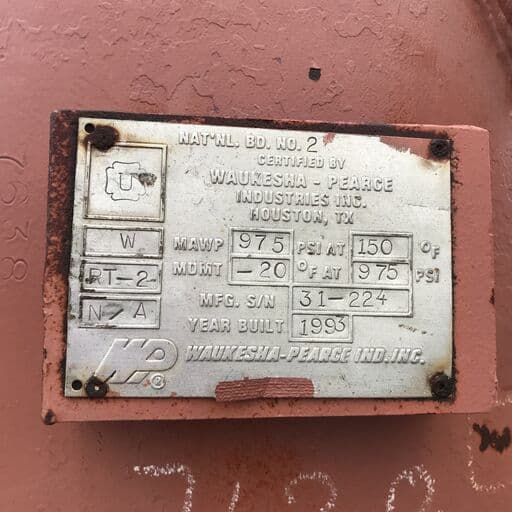 NAT'NL. BD. NO. 2
CERTIFIED BY
WAUKESHA - PEARCE
INDUSTRIES INC.
HOUSTON, TX
U
W
RT-2
N/A
MAWP 975 PSI AT 150 °F
MDMT -20 °F AT 975 PSI
MFG. S/N 31-224
YEAR BUILT 1993
WP ® WAUKESHA-PEARCE IND. INC.